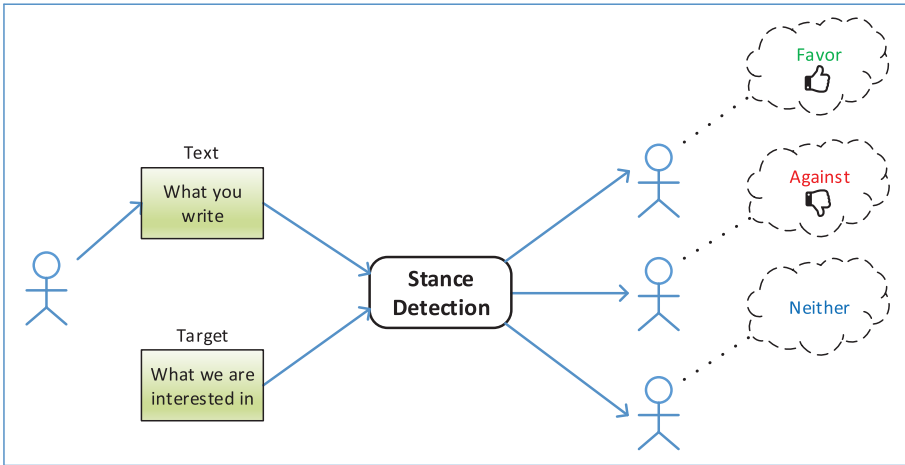 Text
What you
write
Target
What we are
interested in
Stance
Detection
Favor
Against
Neither